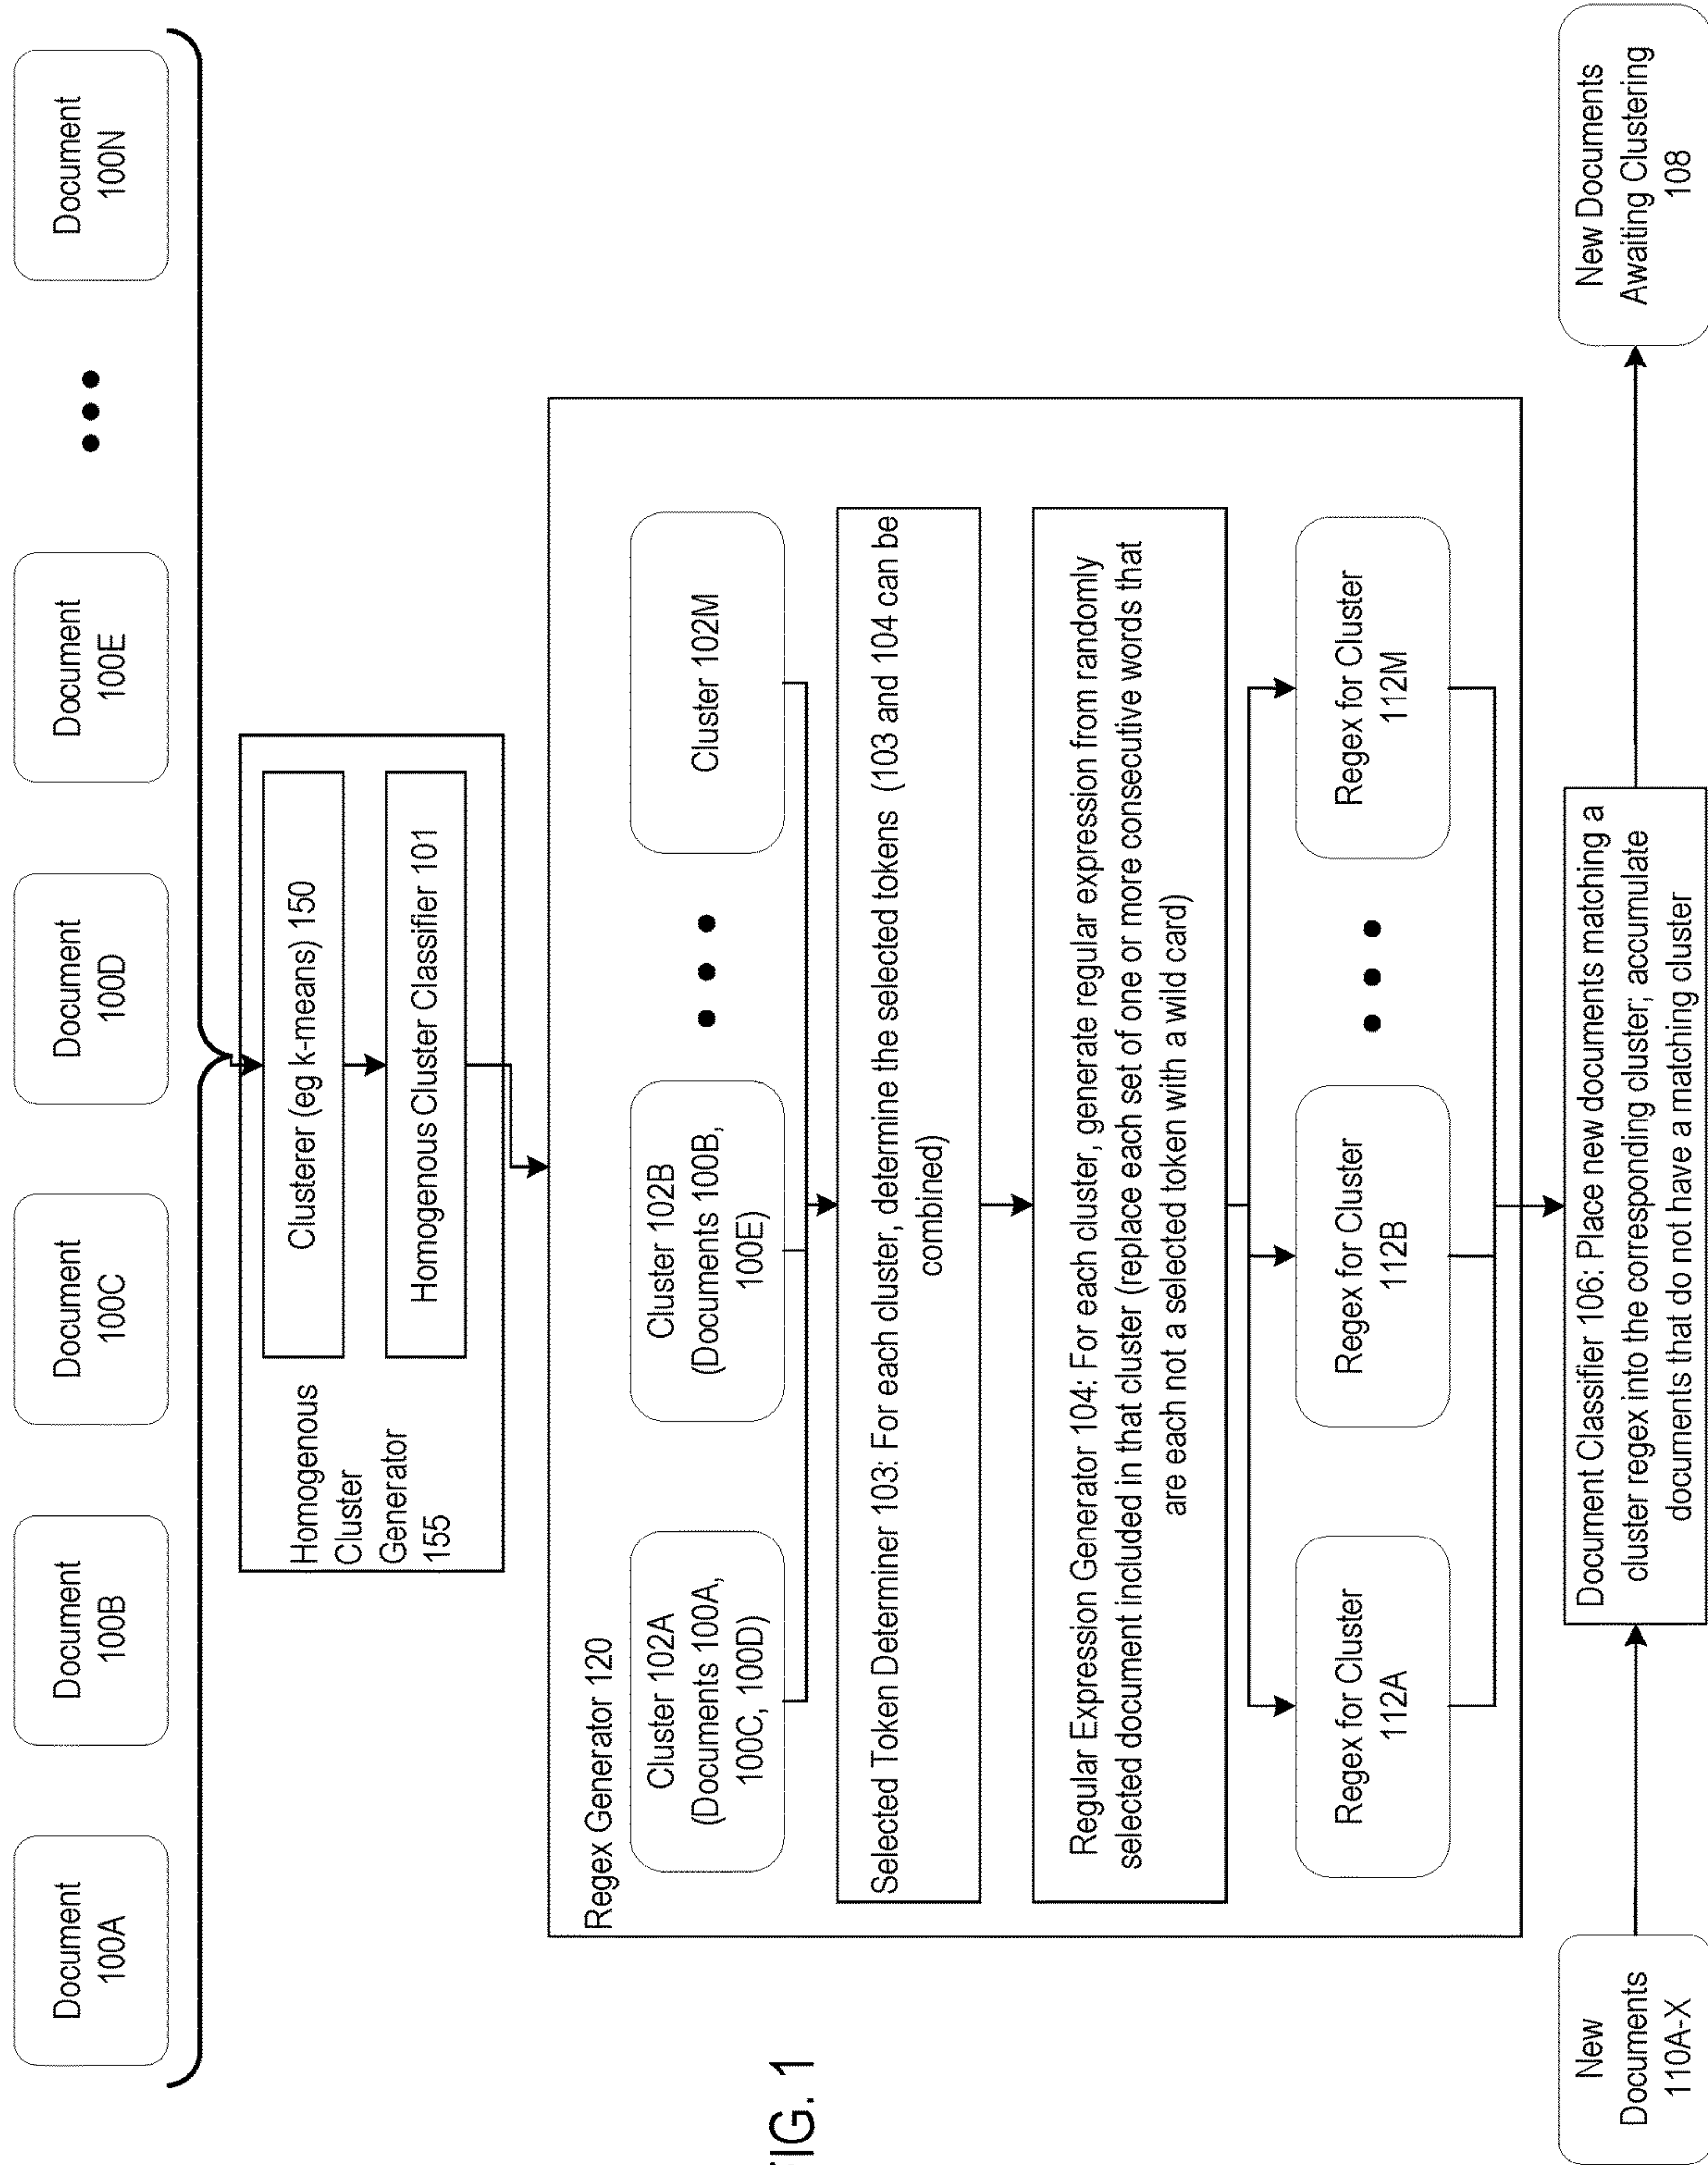 Document
100A
Document
100B
Document
100C
Document
100D
Document
100E
Document
100N
Homogenous
Cluster
Generator
155
Clusterer (eg k-means) 150
Homogenous Cluster Classifier 101
Regex Generator 120
Cluster 102A
(Documents 100A,
100C, 100D)
Cluster 102B
(Documents 100B,
100E)
Cluster 102M
Selected Token Determiner 103: For each cluster, determine the selected tokens (103 and 104 can be
combined)
Regular Expression Generator 104: For each cluster, generate regular expression from randomly
selected document included in that cluster (replace each set of one or more consecutive words that
are each not a selected token with a wild card)
Regex for Cluster
112A
Regex for Cluster
112B
Regex for Cluster
112M
New
Documents
110A-X
Document Classifier 106: Place new documents matching a
cluster regex into the corresponding cluster; accumulate
documents that do not have a matching cluster
New Documents
Awaiting Clustering
108
FIG. 1